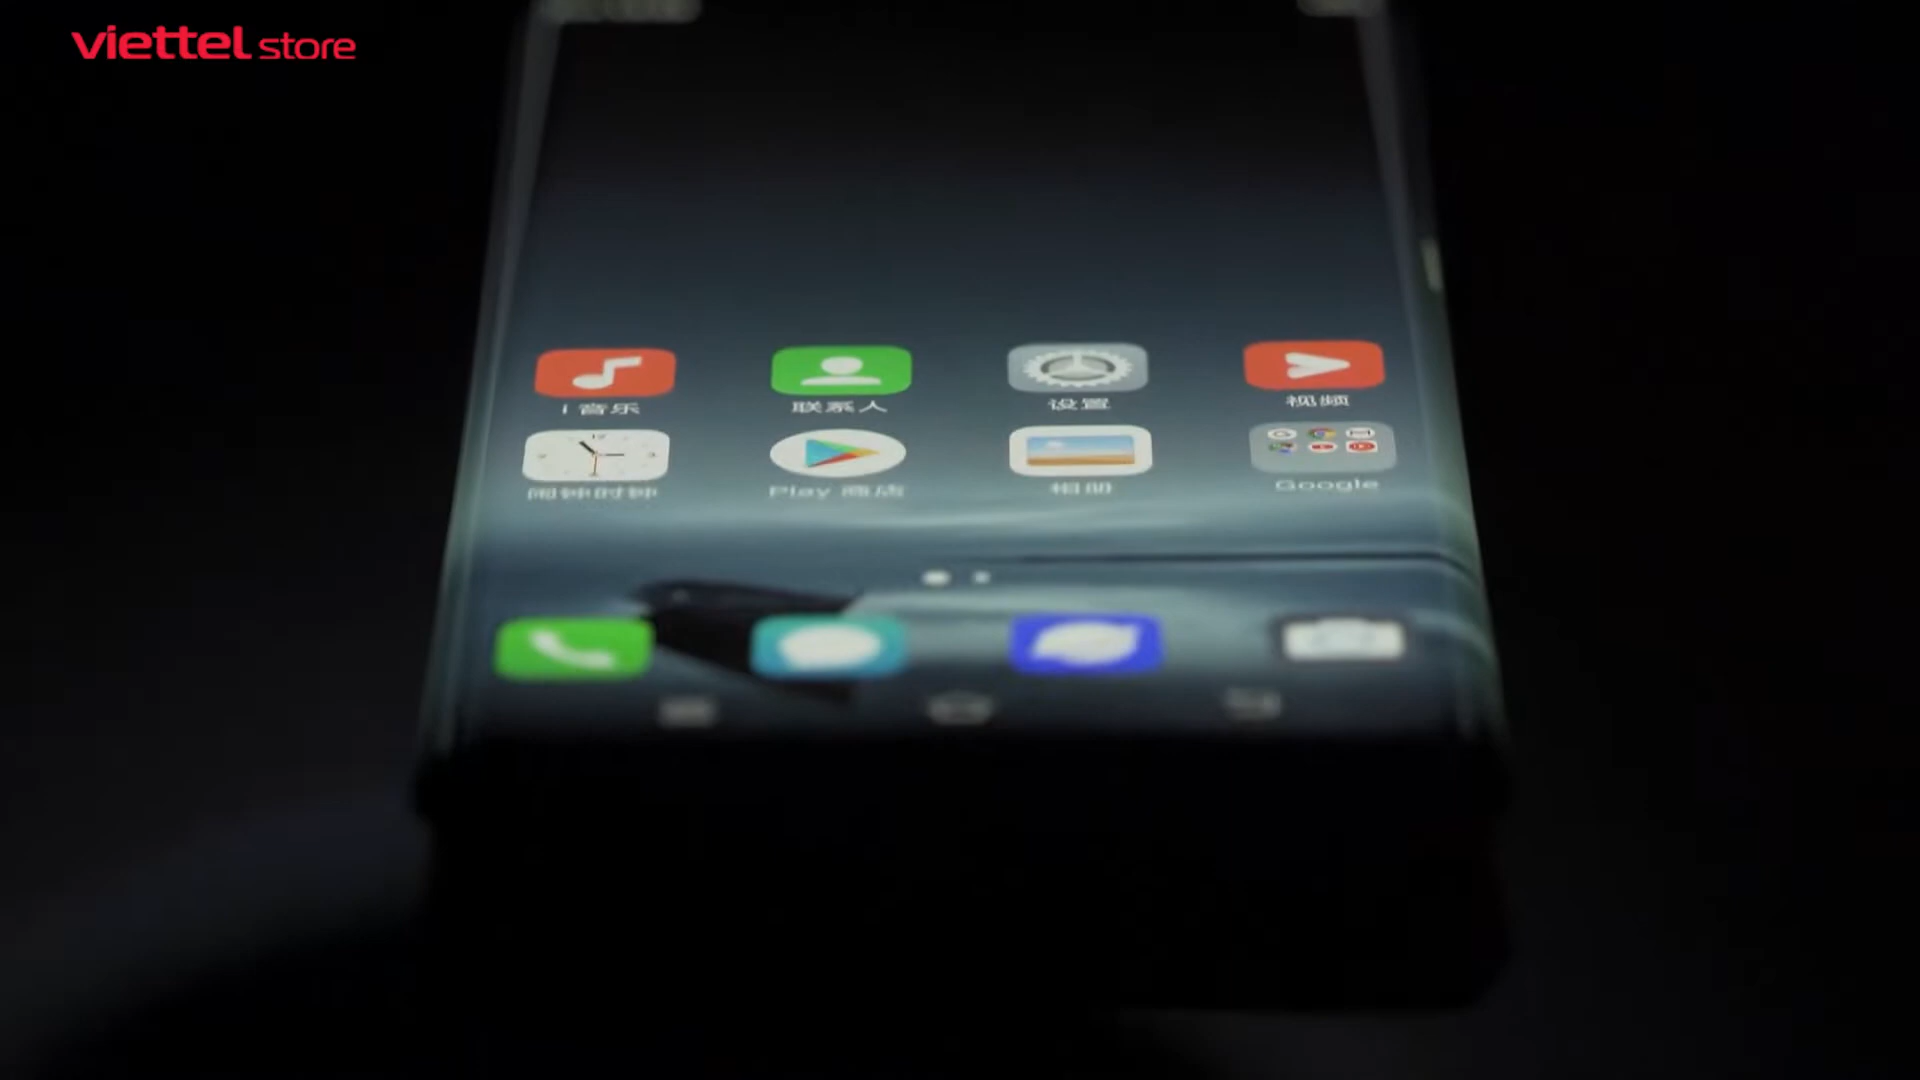 viettel store
i 音乐
联系人
设置
视频
闹钟时钟
Play 商店
相册
Google